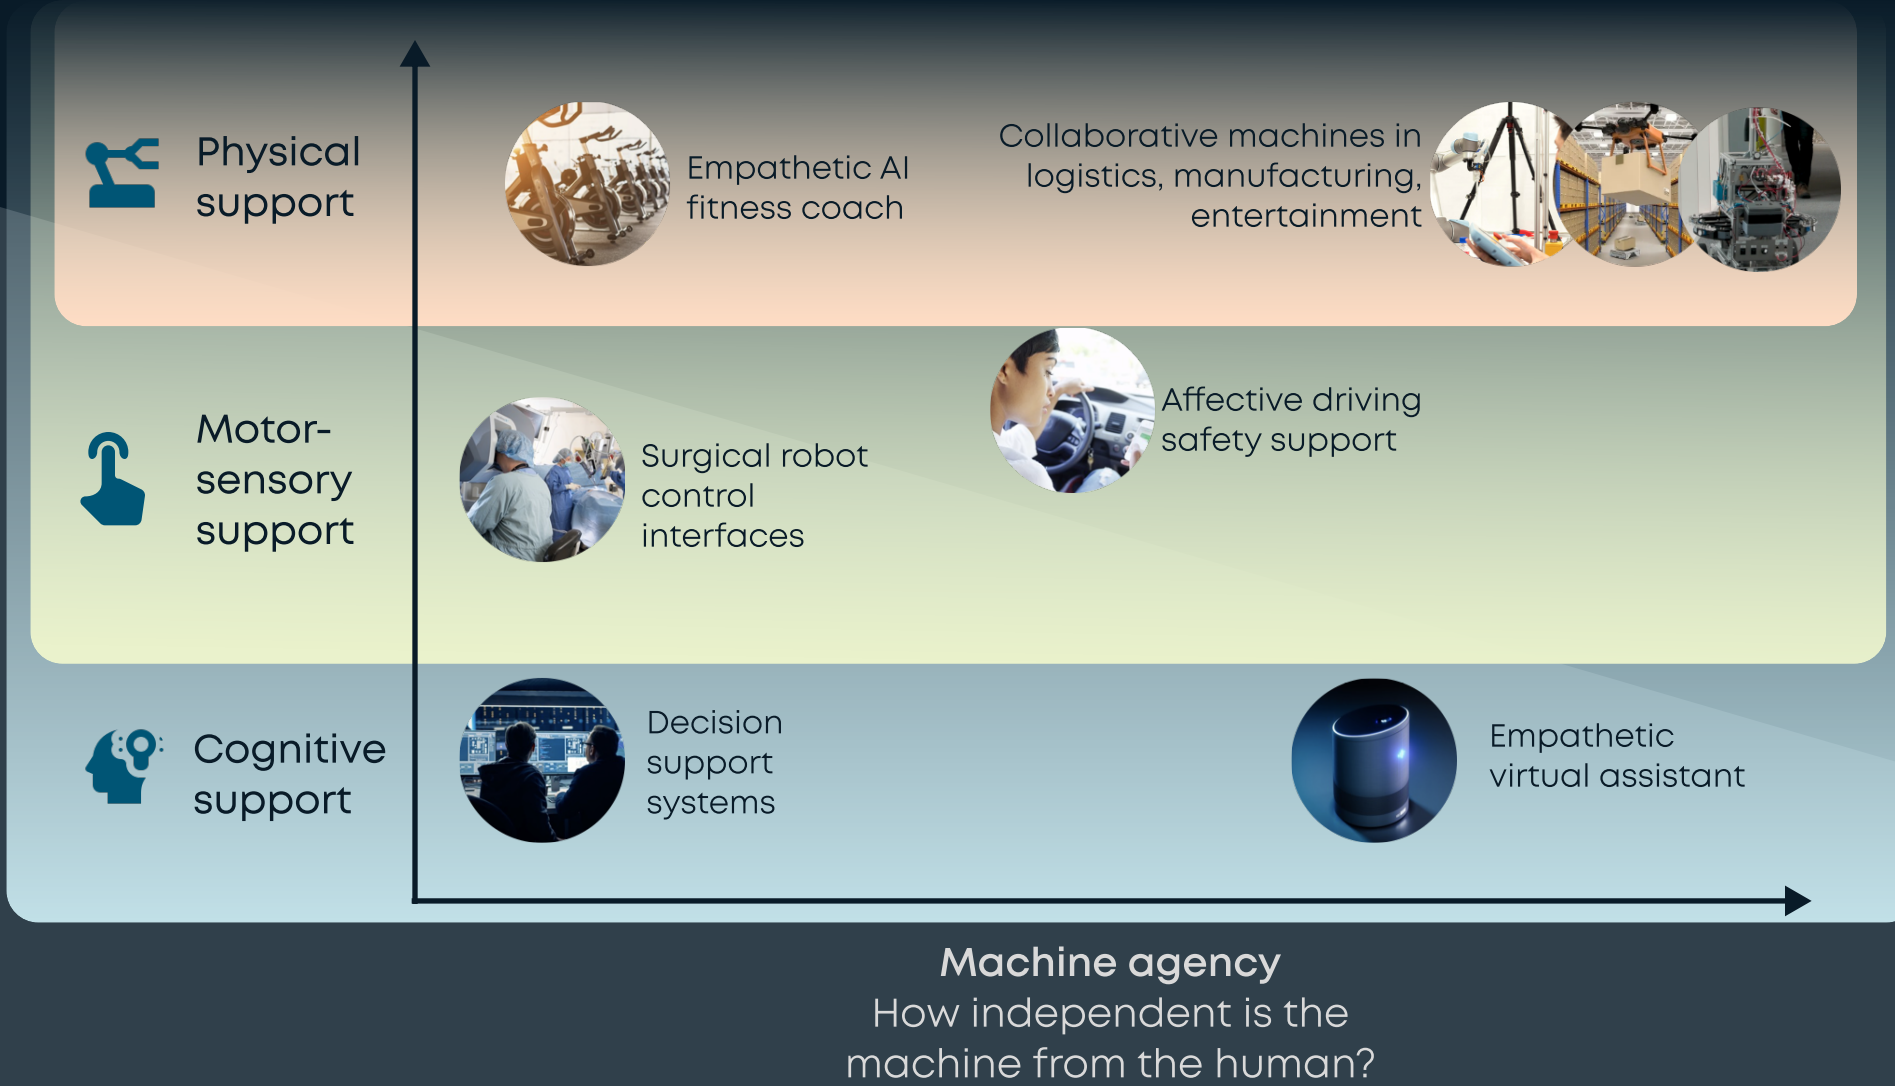 Physical
support
Empathetic AI
fitness coach
Collaborative machines in
logistics, manufacturing,
entertainment
Motor-
sensory
support
Surgical robot
control
interfaces
Affective driving
safety support
Cognitive
support
Decision
support
systems
Empathetic
virtual assistant
Machine agency
How independent is the
machine from the human?